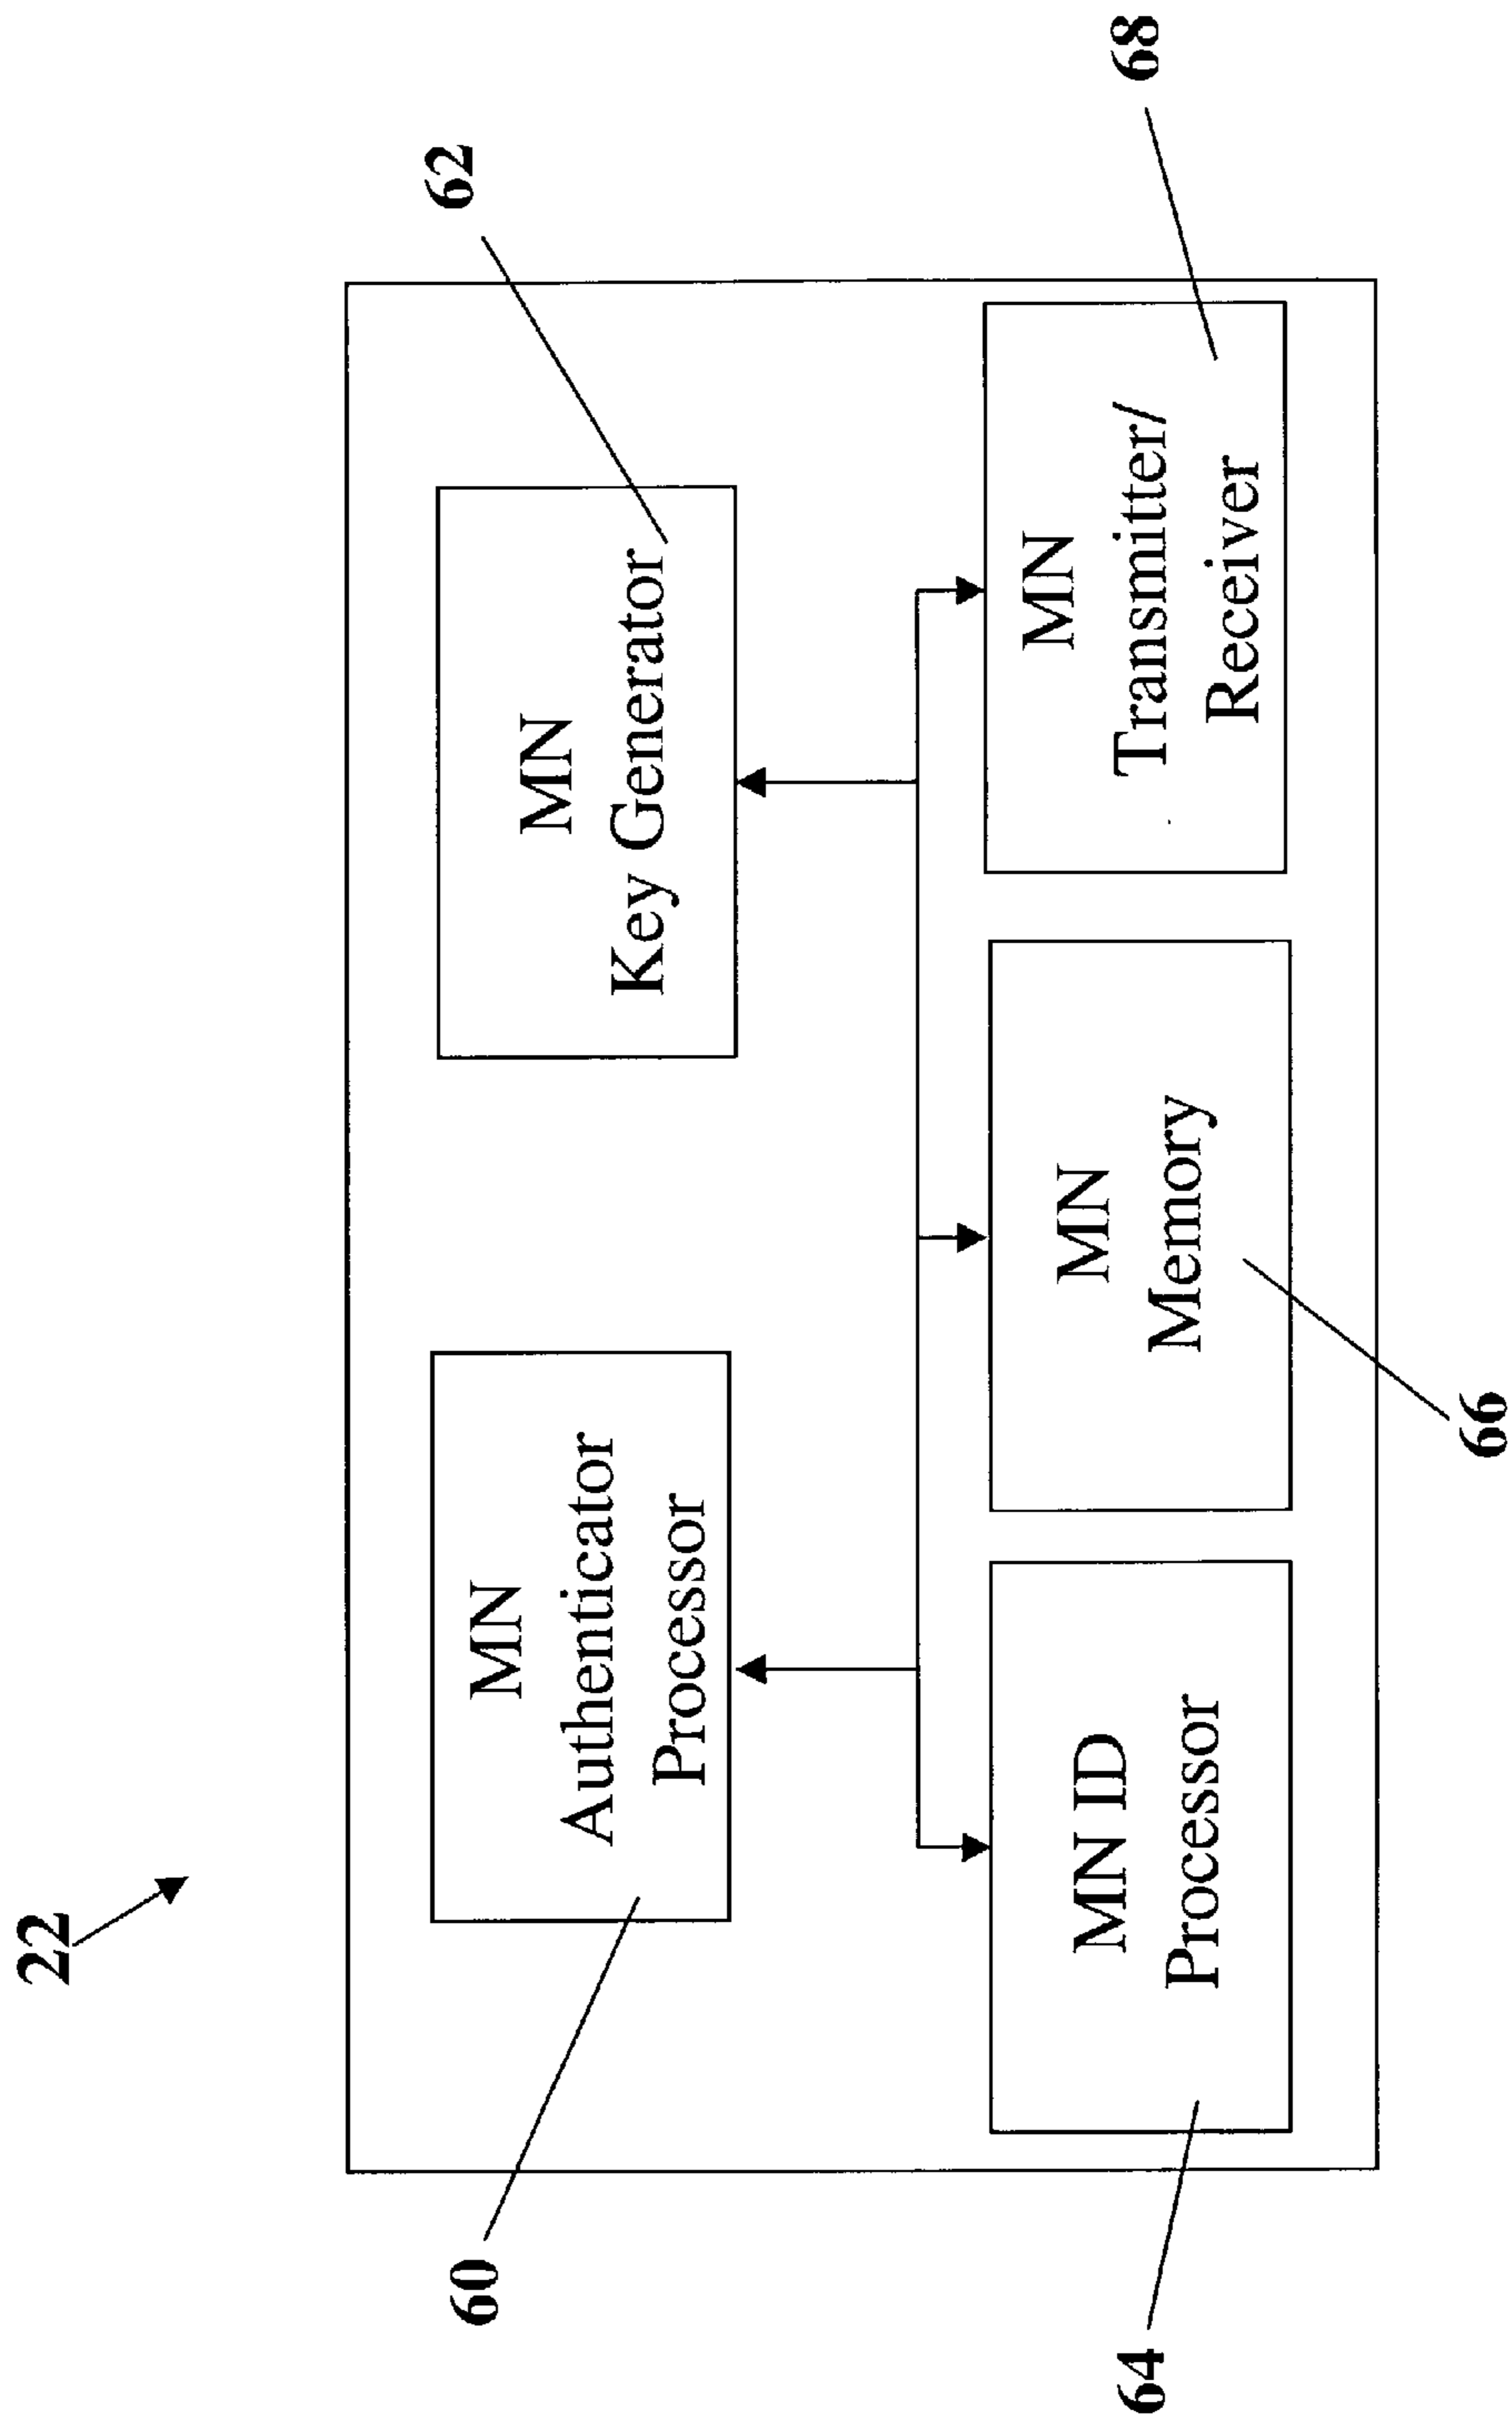 22
60
MN
Authenticator
Processor
62
MN
Key Generator
64
MN ID
Processor
66
MN
Memory
68
MN
Transmitter/
Receiver